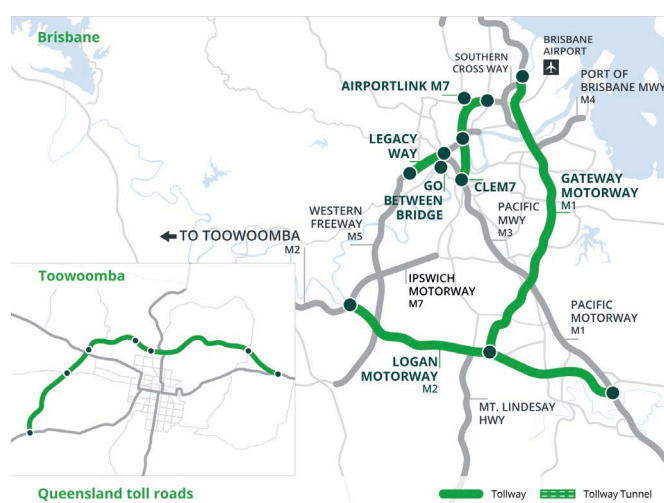 Brisbane
BRISBANE
AIRPORT
SOUTHERN
CROSS WAY
PORT OF
BRISBANE MWY
M4
AIRPORTLINK M7
LEGACY
WAY
GO
BETWEEN
BRIDGE
CLEM7
GATEWAY
MOTORWAY
M1
WESTERN
FREEWAY
M5
PACIFIC
MWY
M3
TO TOOWOOMBA
M2
Toowoomba
IPSWICH
MOTORWAY
M7
PACIFIC
MOTORWAY
M1
LOGAN
MOTORWAY
M2
MT. LINDESAY
HWY
Queensland toll roads
Tollway
Tollway Tunnel